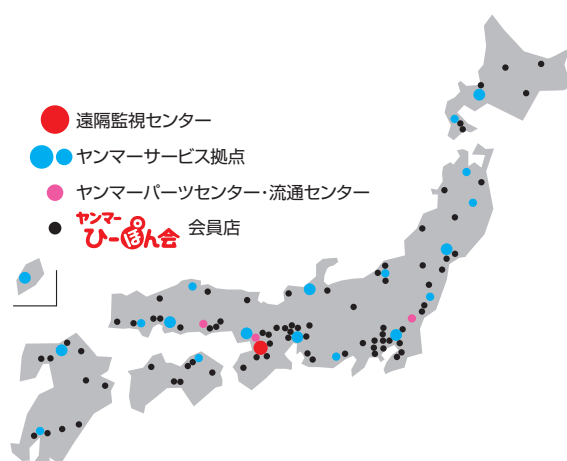 遠隔監視センター
ヤンマーサービス拠点
ヤンマーパーツセンター・流通センター
ヤンマー
ひーぽん会 会員店